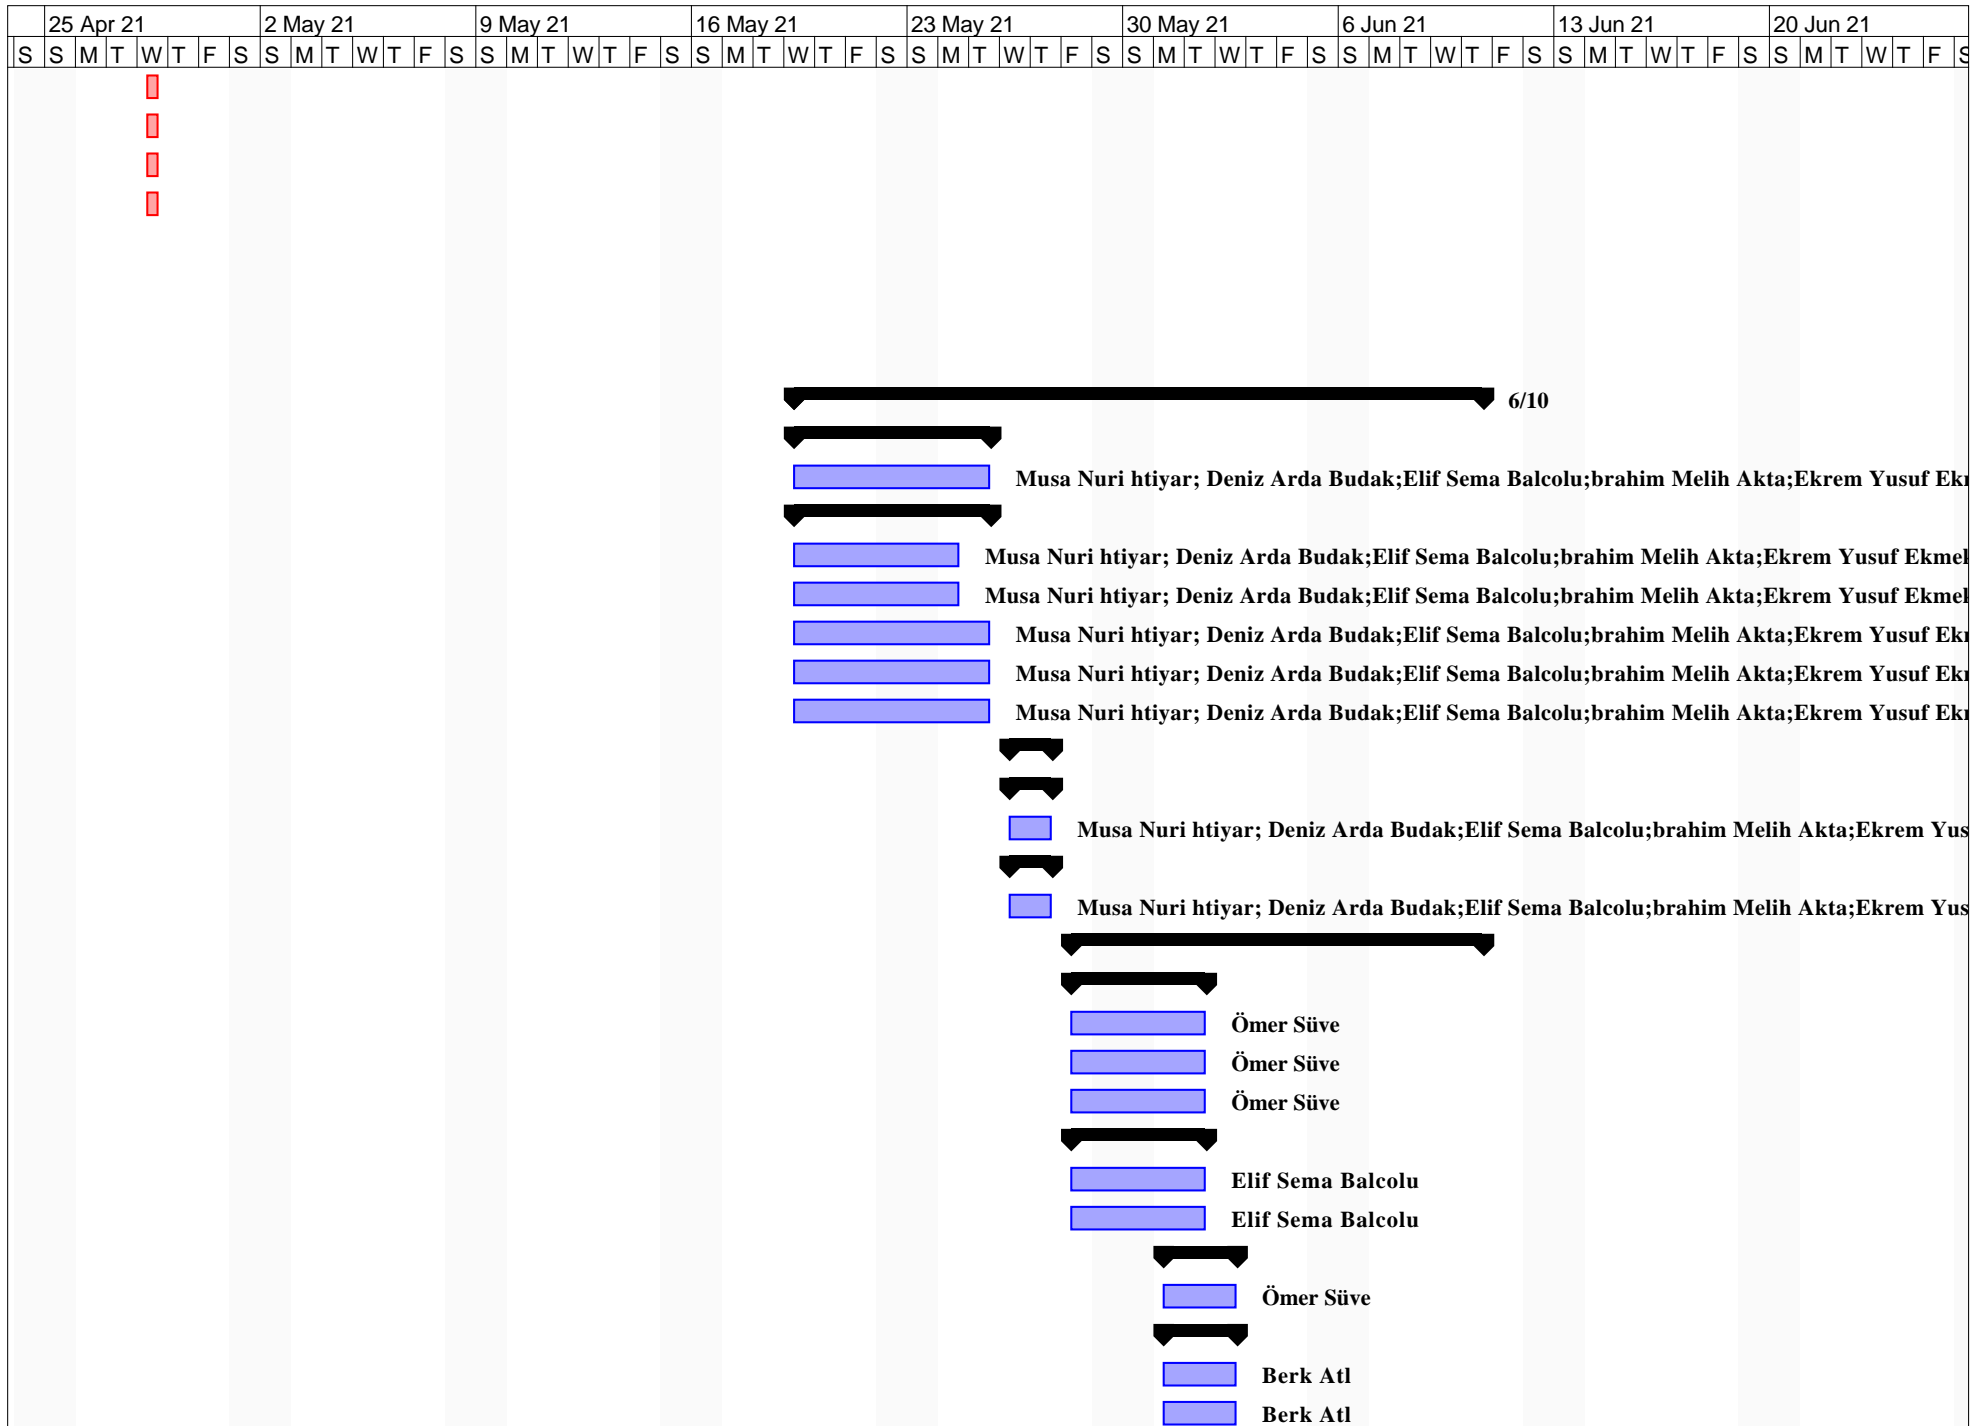 25 Apr 21 2 May 21 9 May 21 16 May 21 23 May 21 30 May 21 6 Jun 21 13 Jun 21 20 Jun 21
S S M T W T F S S M T W T F S S M T W T F S S M T W T F S S M T W T F S S M T W T F S S M T W T F S S M T W T F S S M T W T F S
6/10
Musa Nuri htiyar; Deniz Arda Budak;Elif Sema Balcolu;brahim Melih Akta;Ekrem Yusuf
Musa Nuri htiyar; Deniz Arda Budak;Elif Sema Balcolu;brahim Melih Akta;Ekrem Yusuf
Musa Nuri htiyar; Deniz Arda Budak;Elif Sema Balcolu;brahim Melih Akta;Ekrem Yusuf
Musa Nuri htiyar; Deniz Arda Budak;Elif Sema Balcolu;brahim Melih Akta;Ekrem Yusuf
Musa Nuri htiyar; Deniz Arda Budak;Elif Sema Balcolu;brahim Melih Akta;Ekrem Yusuf
Musa Nuri htiyar; Deniz Arda Budak;Elif Sema Balcolu;brahim Melih Akta;Ekrem Yusuf
Musa Nuri htiyar; Deniz Arda Budak;Elif Sema Balcolu;brahim Melih Akta;Ekrem Yus
Musa Nuri htiyar; Deniz Arda Budak;Elif Sema Balcolu;brahim Melih Akta;Ekrem Yus
Ömer Süve
Ömer Süve
Ömer Süve
Elif Sema Balcolu
Elif Sema Balcolu
Ömer Süve
Berk Atl
Berk Atl